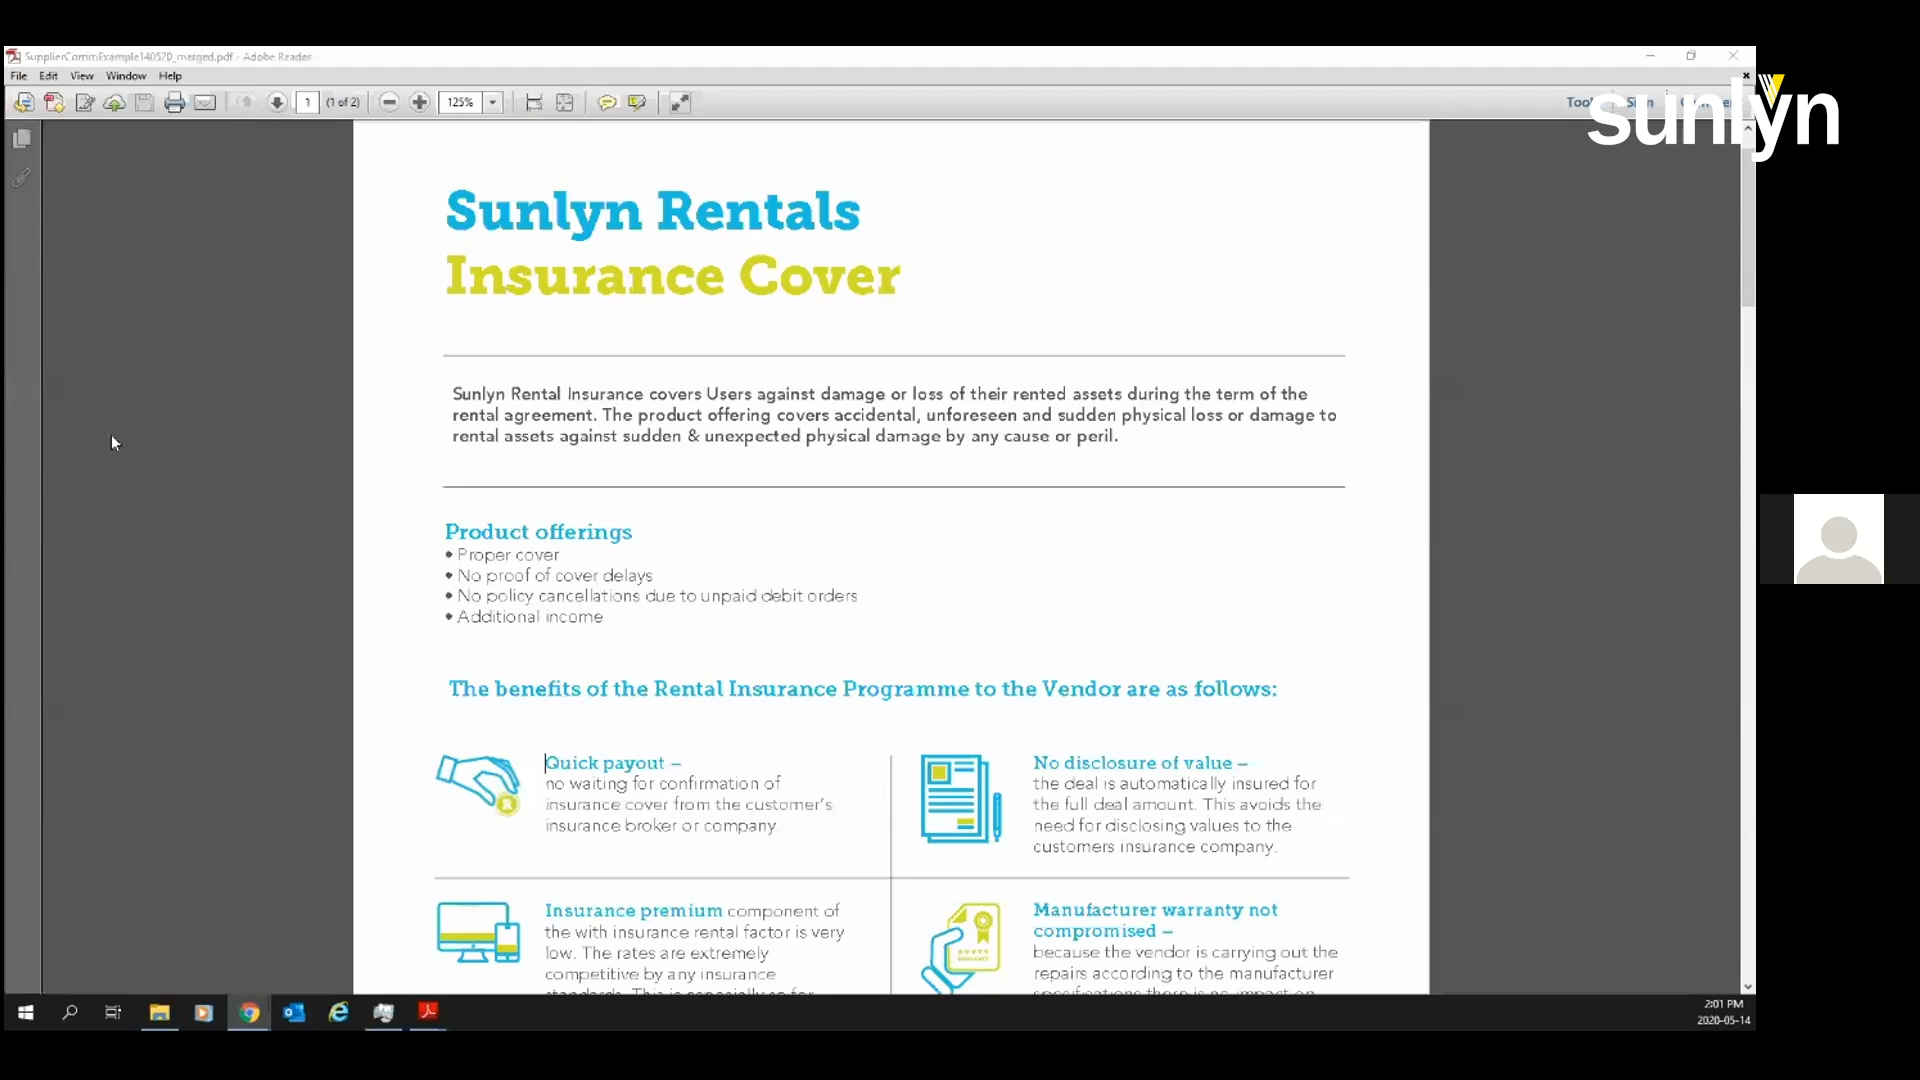 SupplierCommExample140520_merged.pdf - Adobe Reader
File Edit View Window Help
1 (1 of 2) 125%
sunlyn
Sunlyn Rentals
Insurance Cover
Sunlyn Rental Insurance covers Users against damage or loss of their rented assets during the term of the
rental agreement. The product offering covers accidental, unforeseen and sudden physical loss or damage to
rental assets against sudden & unexpected physical damage by any cause or peril.
Product offerings
• Proper cover
• No proof of cover delays
• No policy cancellations due to unpaid debit orders
• Additional income
The benefits of the Rental Insurance Programme to the Vendor are as follows:
Quick payout –
no waiting for confirmation of
insurance cover from the customer's
insurance broker or company.
No disclosure of value –
the deal is automatically insured for
the full deal amount. This avoids the
need for disclosing values to the
customers insurance company.
Insurance premium component of
the with insurance rental factor is very
low. The rates are extremely
competitive by any insurance
Manufacturer warranty not
compromised –
because the vendor is carrying out the
repairs according to the manufacturer
2:01 PM
2020-05-14